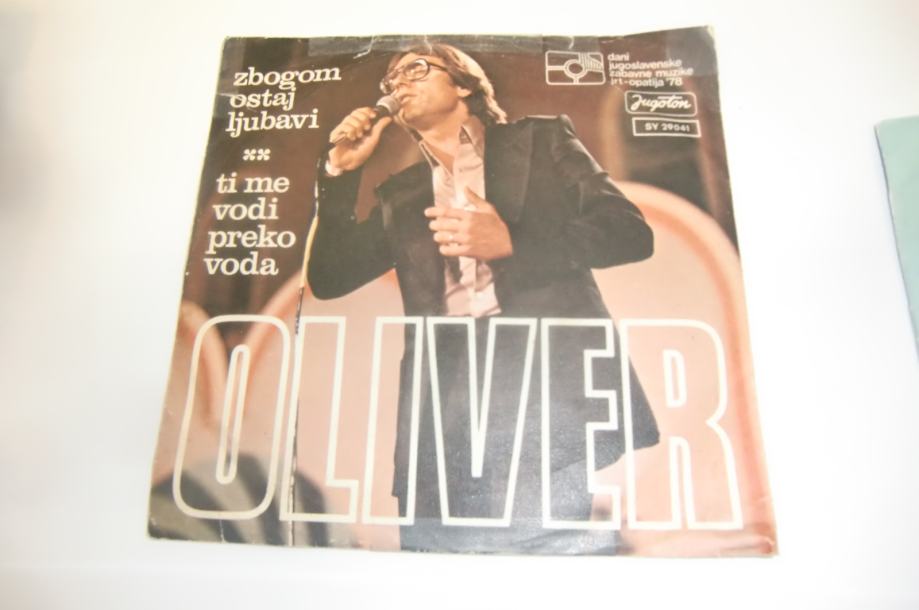 zbogom
ostaj
ljubavi
ti me
vodi
preko
voda
dani
jugoslavenske
zabavne muzike
jrt-opatija '78
Jugoton
SY 29041
OLIVER